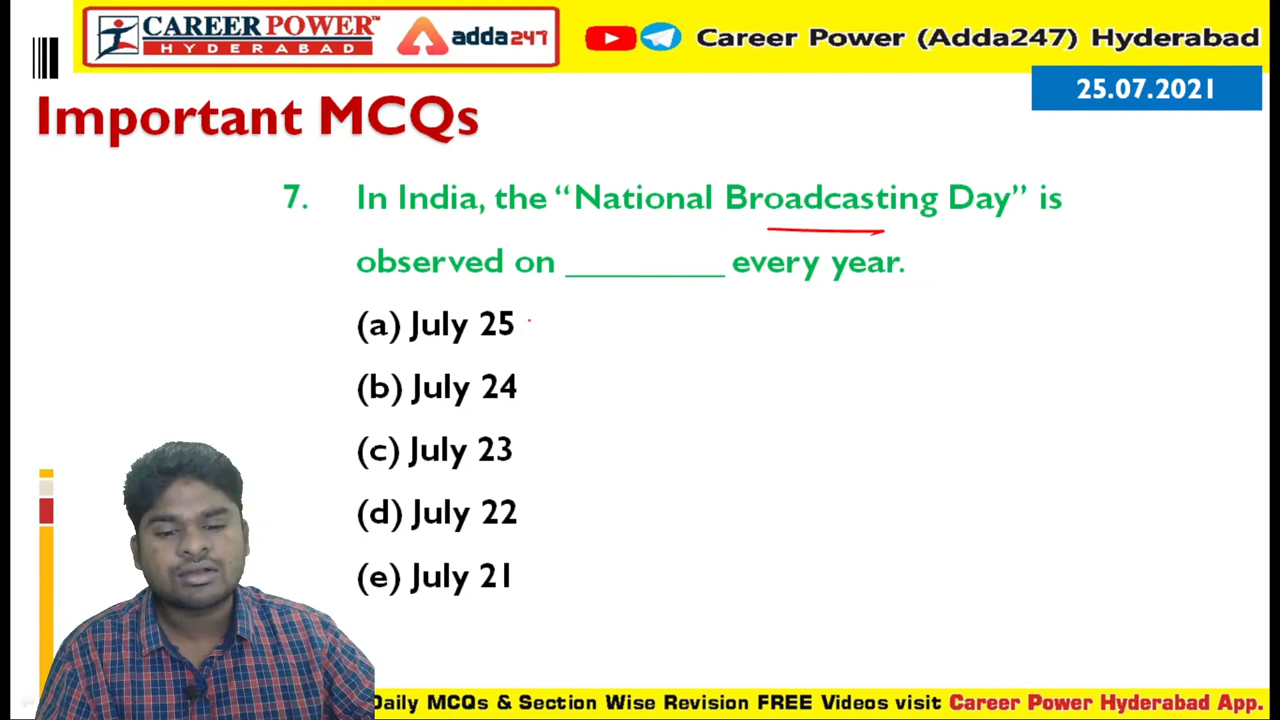 CAREER POWER™
HYDERABAD
adda247
Career Power (Adda247) Hyderabad
25.07.2021
Important MCQs
7. In India, the “National Broadcasting Day” is
observed on ________ every year.
(a) July 25
(b) July 24
(c) July 23
(d) July 22
(e) July 21
Daily MCQs & Section Wise Revision FREE Videos visit Career Power Hyderabad App.